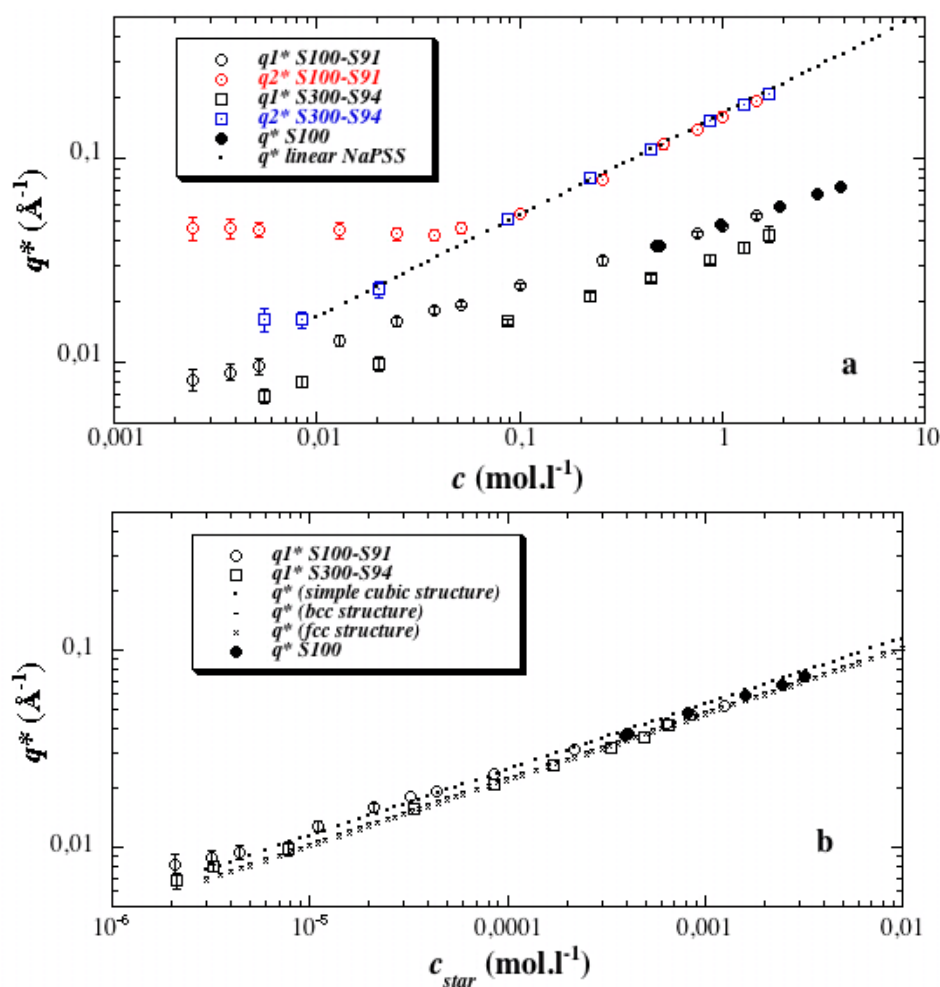 0,1
0,01
q* (Å⁻¹)
q1* S100-S91
q2* S100-S91
q1* S300-S94
q2* S300-S94
q* S100
q* linear NaPSS
a
0,001
0,01
0,1
1
10
c (mol.l⁻¹)
0,1
0,01
q* (Å⁻¹)
q1* S100-S91
q1* S300-S94
q* (simple cubic structure)
q* (bcc structure)
q* (fcc structure)
q* S100
b
10⁻⁶
10⁻⁵
0,0001
0,001
0,01
c_star (mol.l⁻¹)